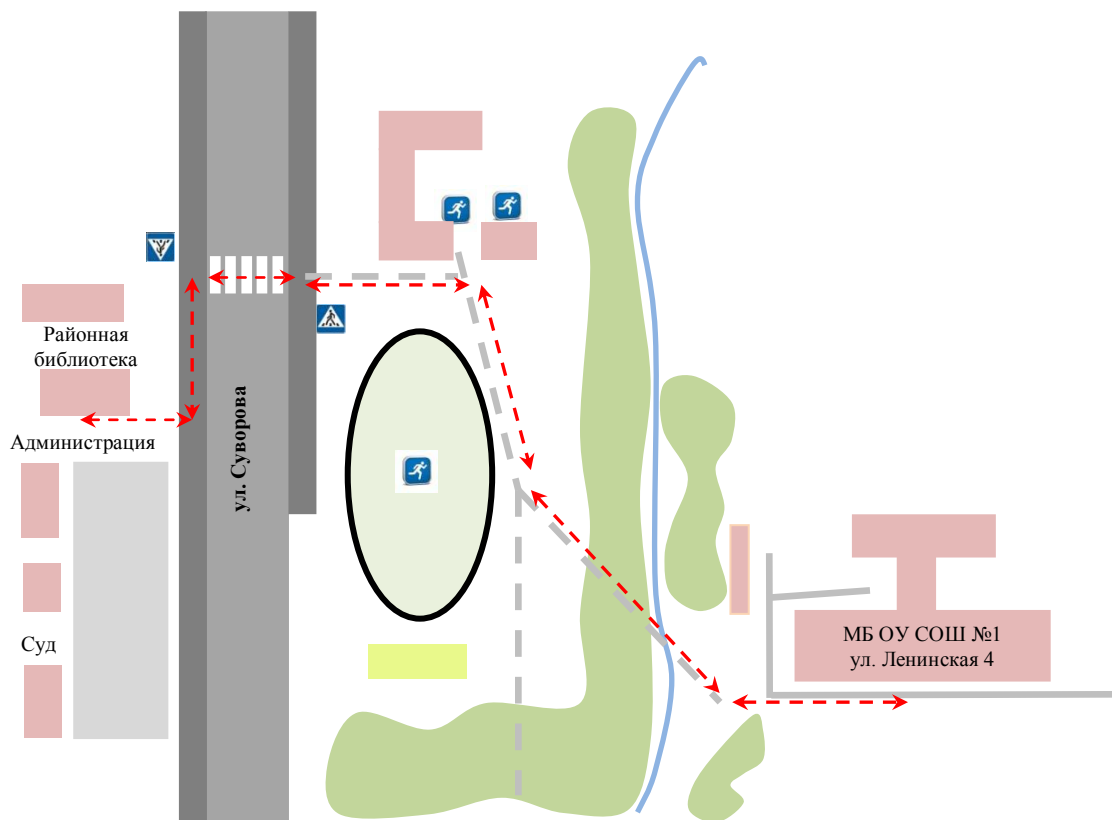 Районная
библиотека
Администрация
Суд
ул. Суворова
МБ ОУ СОШ №1
ул. Ленинская 4